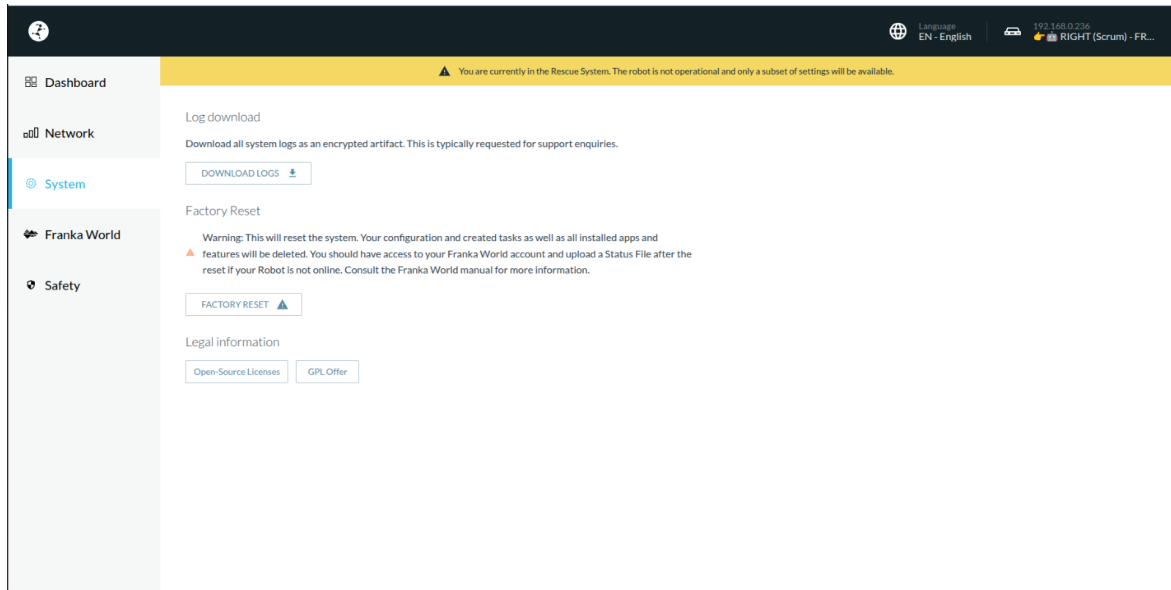 Language
EN - English
192.168.0.236
👉🤖 RIGHT (Scrum) - FR...
Dashboard
Network
System
Franka World
Safety
You are currently in the Rescue System. The robot is not operational and only a subset of settings will be available.
Log download
Download all system logs as an encrypted artifact. This is typically requested for support enquiries.
DOWNLOAD LOGS
Factory Reset
Warning: This will reset the system. Your configuration and created tasks as well as all installed apps and
features will be deleted. You should have access to your Franka World account and upload a Status File after the
reset if your Robot is not online. Consult the Franka World manual for more information.
FACTORY RESET
Legal information
Open-Source Licenses
GPL Offer